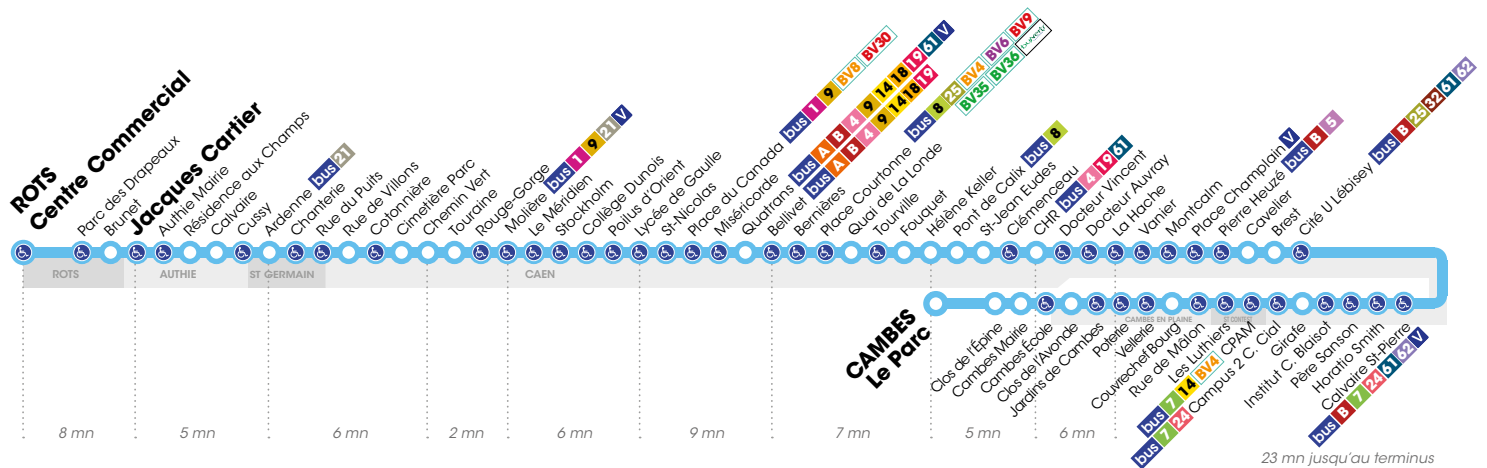 ROTS
Centre Commercial
Parc des Drapeaux
Brunet
Jacques Cartier
Authie Mairie
Résidence aux Champs
Calvaire
Cussy
Ardenne bus 21
Chanterie
Rue du Puits
Rue de Villons
Cotonnière
Cimetière Parc
Chemin Vert
Touraine
Rouge-Gorge
Molière bus 1 9 21 V
Le Méridien
Stockholm
Collège Dunois
Pollus d'Orient
Lycée de Gaulle
St-Nicolas
Place du Canada bus 1 9 BV8 BV30
Miséricorde
Quatrans bus A B 4 9 14 18 19 61 V
Bellivet bus A B 4 9 14 18 19
Bernières
Place Courtonne bus 8 25 BV4 BV6 BV9
BV35 BV36
Quai de La Londe
Tourville
Fouquet
Hélène Keller
Pont de Calix bus 8
St-Jean Eudes
Clémenceau
CHR bus 4 19 61
Docteur Vincent
Docteur Auvray
La Hache
Vanier
Montcalm
Place Champlain V
Pierre Heuzé bus B 5
Cavelier
Brest
Cité U Lébisey bus B 25 32 61 62
ROTS
AUTHIE
ST GERMAIN
CAEN
CAMBES
Le Parc
Clos de l'Épine
Cambes Mairie
Cambes École
Clos de l'Avonde
Jardins de Cambes
Poterie
Vellerie
Couvrechef Bourg
Rue de Mâlon
Les Luthiers
bus 7 14 BV4 CPAM
bus 7 24 Campus 2 C. Cial
Girafe
Institut C. Blaisot
Père Sanson
Horatio Smith
Calvaire St-Pierre
bus B 7 24 61 62 V
CAMBES EN PLAINE
ST CONTEST
8 mn
5 mn
6 mn
2 mn
6 mn
9 mn
7 mn
5 mn
6 mn
23 mn jusqu'au terminus